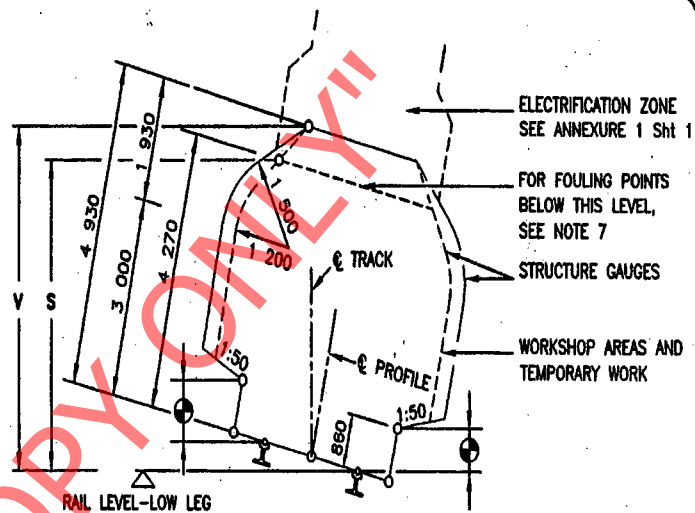 ELECTRIFICATION ZONE
SEE ANNEXURE 1 Sht 1
FOR FOULING POINTS
BELOW THIS LEVEL,
SEE NOTE 7
STRUCTURE GAUGES
WORKSHOP AREAS AND
TEMPORARY WORK
4 930
1 930
3 000
4 270
V
S
1 500
1 200
℄ TRACK
℄ PROFILE
1:50
1:50
860
RAIL LEVEL-LOW LEG
OPY ONLY"